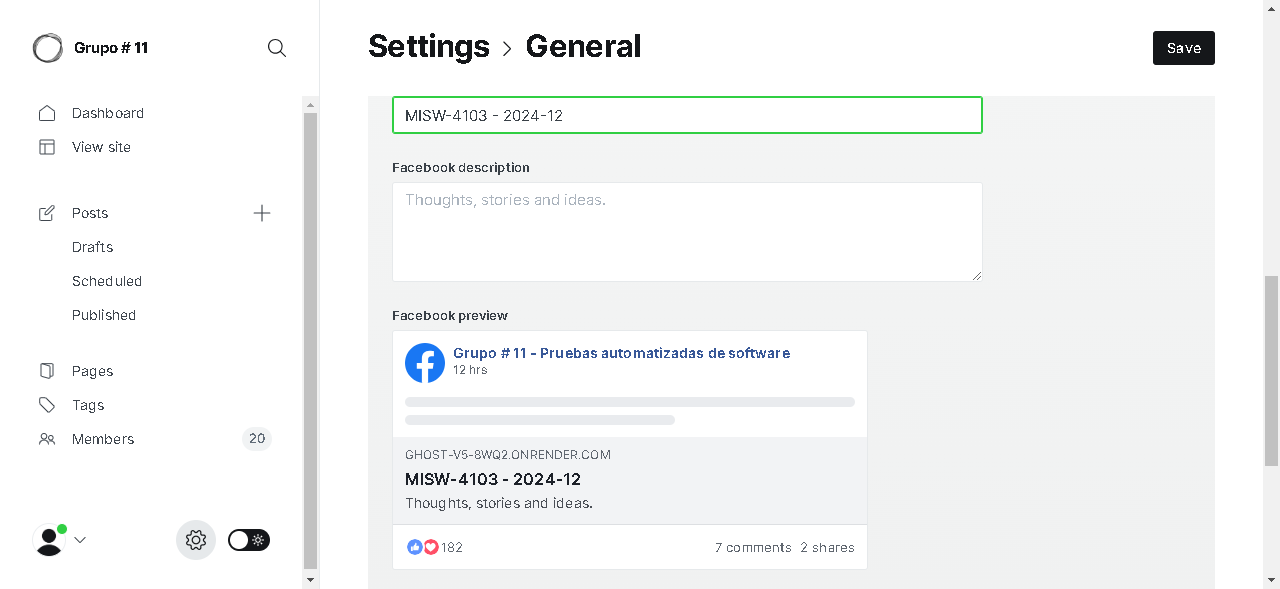 Grupo # 11
Settings > General
Save
Dashboard
View site
Posts
Drafts
Scheduled
Published
Pages
Tags
Members
20
MISW-4103 - 2024-12
Facebook description
Thoughts, stories and ideas.
Facebook preview
Grupo # 11 - Pruebas automatizadas de software
12 hrs
GHOST-V5-8WQ2.ONRENDER.COM
MISW-4103 - 2024-12
Thoughts, stories and ideas.
182
7 comments 2 shares